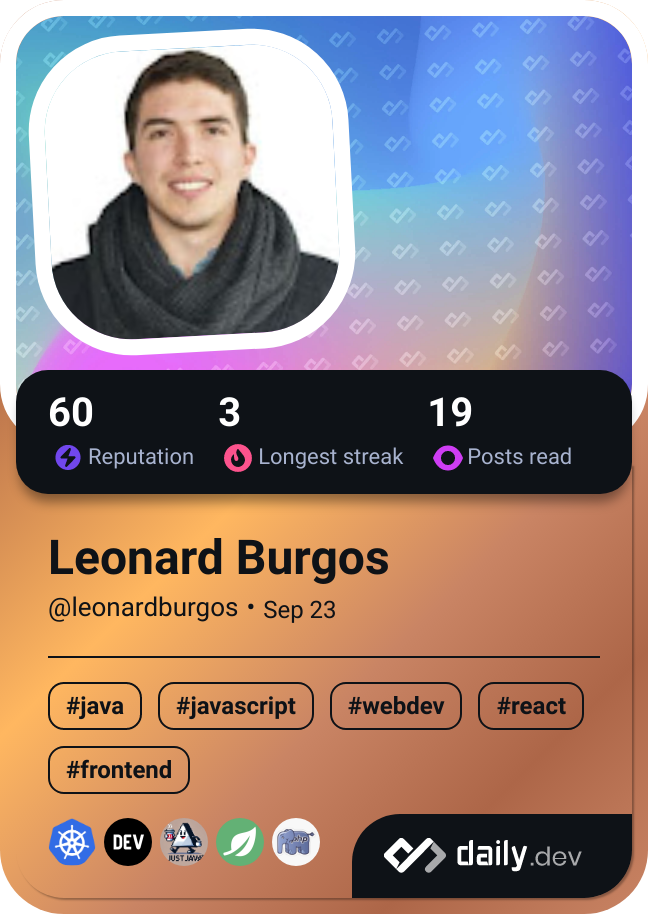 60 3 19
Reputation Longest streak Posts read
Leonard Burgos
@leonardburgos • Sep 23
#java #javascript #webdev #react
#frontend
DEV JUST JAVA php
daily.dev